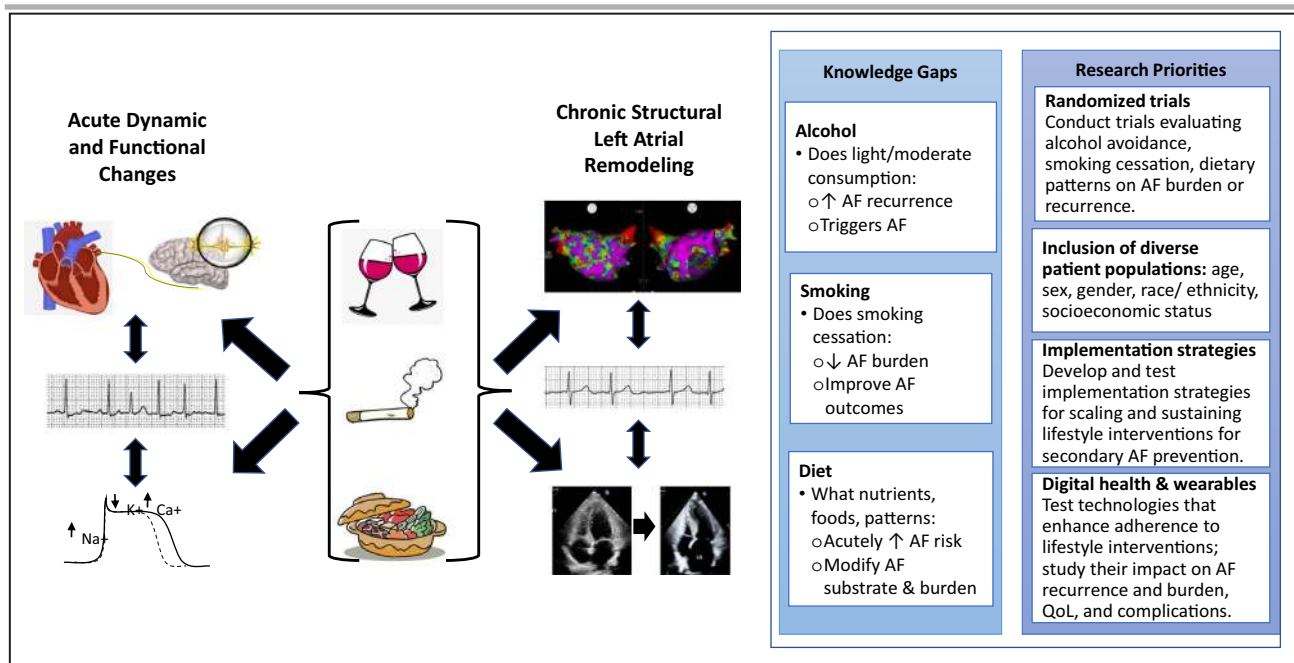 Acute Dynamic
and Functional
Changes
Na+
K+
Ca+
Chronic Structural
Left Atrial
Remodeling
Knowledge Gaps
Alcohol
• Does light/moderate
consumption:
o↑ AF recurrence
oTriggers AF
Smoking
• Does smoking
cessation:
o↓ AF burden
oImprove AF
outcomes
Diet
• What nutrients,
foods, patterns:
oAcutely ↑ AF risk
oModify AF
substrate & burden
Research Priorities
Randomized trials
Conduct trials evaluating
alcohol avoidance,
smoking cessation, dietary
patterns on AF burden or
recurrence.
Inclusion of diverse
patient populations: age,
sex, gender, race/ ethnicity,
socioeconomic status
Implementation strategies
Develop and test
implementation strategies
for scaling and sustaining
lifestyle interventions for
secondary AF prevention.
Digital health & wearables
Test technologies that
enhance adherence to
lifestyle interventions;
study their impact on AF
recurrence and burden,
QoL, and complications.